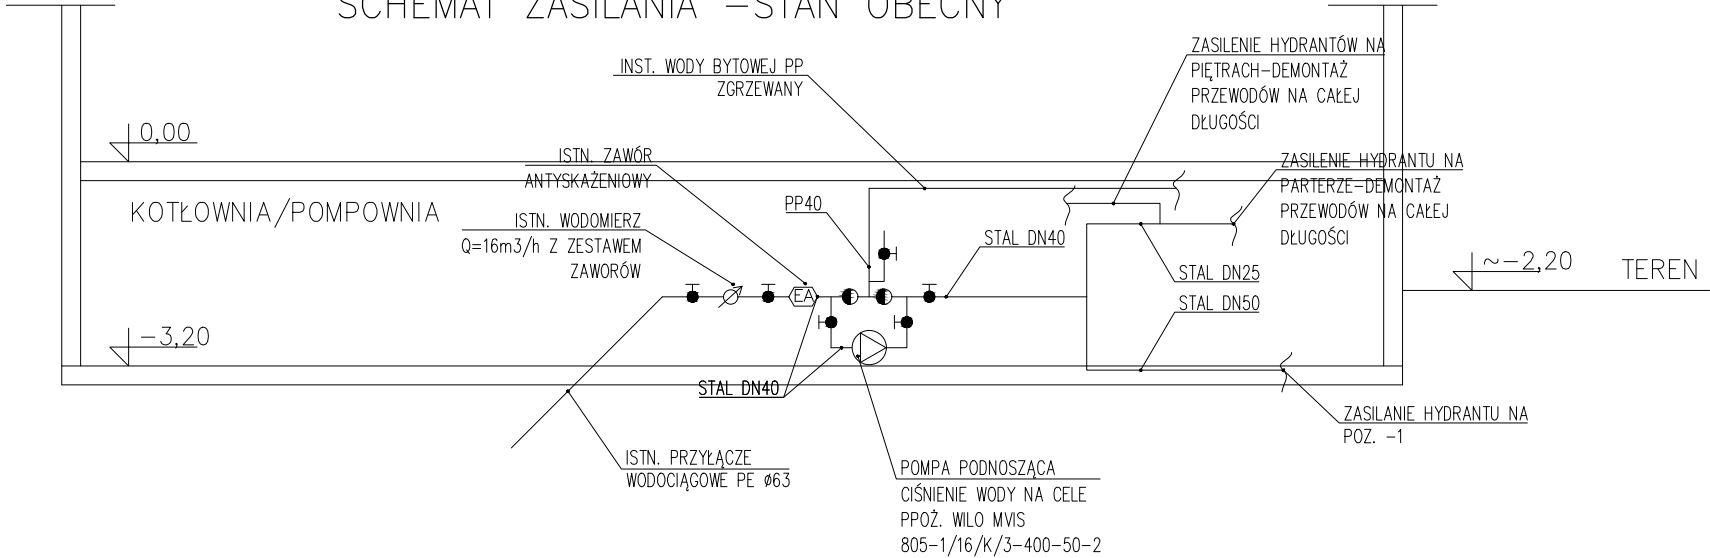 SCHEMAT ZASILANIA -STAN OBECNY
INST. WODY BYTOWEJ PP
ZGRZEWANY
ZASILENIE HYDRANTÓW NA
PIĘTRACH-DEMONTAŻ
PRZEWODÓW NA CAŁEJ
DŁUGOŚCI
0,00
ISTN. ZAWÓR
ANTYSKAŻENIOWY
ZASILENIE HYDRANTU NA
PARTERZE-DEMONTAŻ
PRZEWODÓW NA CAŁEJ
DŁUGOŚCI
KOTŁOWNIA/POMPOWNIA
ISTN. WODOMIERZ
Q=16m3/h Z ZESTAWEM
ZAWORÓW
PP40
STAL DN40
STAL DN25
STAL DN50
~-2,20
TEREN
EA
-3,20
STAL DN40
ZASILANIE HYDRANTU NA
POZ. -1
ISTN. PRZYŁĄCZE
WODOCIĄGOWE PE ø63
POMPA PODNOSZĄCA
CIŚNIENIE WODY NA CELE
PPOŻ. WILO MVIS
805-1/16/K/3-400-50-2